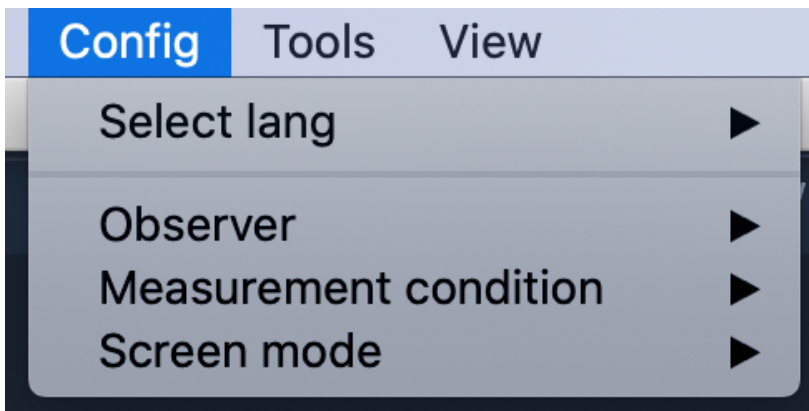 Config Tools View
Select lang
Observer
Measurement condition
Screen mode